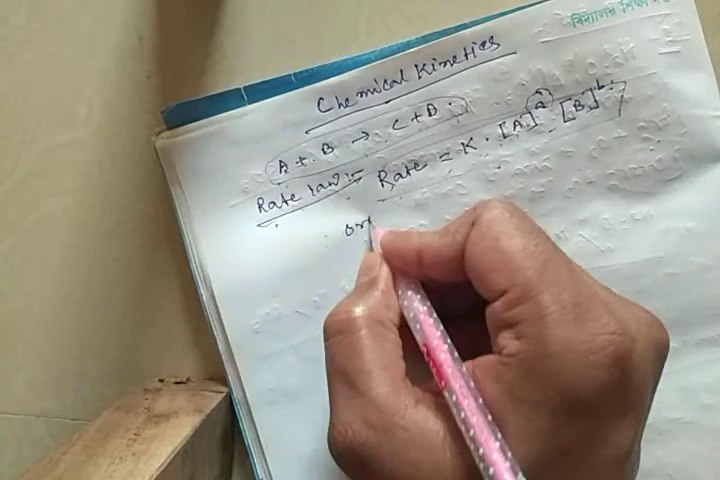 Chemical Kinetics
A + B → C + D.
Rate law :- Rate = K · [A]^a [B]^b
or